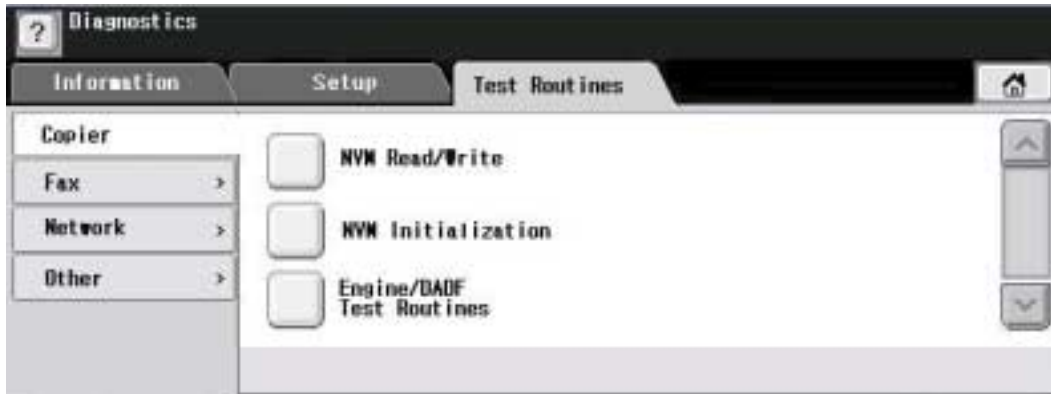 ?
Diagnostics
Information
Setup
Test Routines
Copier
NVM Read/Write
Fax >
Network >
NVM Initialization
Other >
Engine/DADF
Test Routines